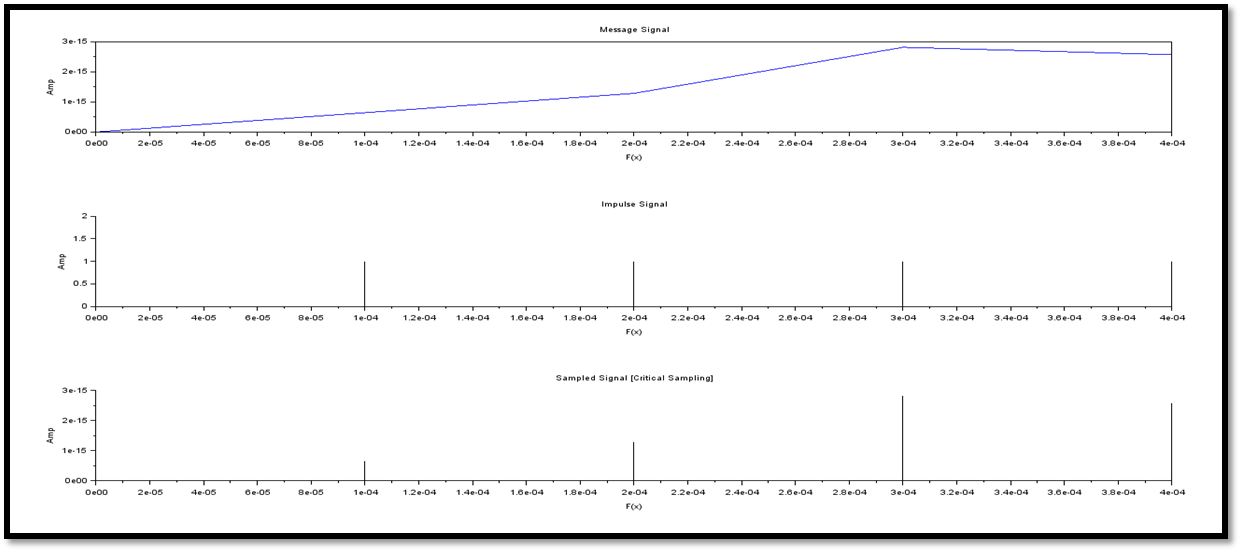 Message Signal
3e-15
2e-15
1e-15
0e00
Amp
0e00 2e-05 4e-05 6e-05 8e-05 1e-04 1.2e-04 1.4e-04 1.6e-04 1.8e-04 2e-04 2.2e-04 2.4e-04 2.6e-04 2.8e-04 3e-04 3.2e-04 3.4e-04 3.6e-04 3.8e-04 4e-04
F(x)
Impulse Signal
2
1.5
1
0.5
0
Amp
0e00 2e-05 4e-05 6e-05 8e-05 1e-04 1.2e-04 1.4e-04 1.6e-04 1.8e-04 2e-04 2.2e-04 2.4e-04 2.6e-04 2.8e-04 3e-04 3.2e-04 3.4e-04 3.6e-04 3.8e-04 4e-04
F(x)
Sampled Signal [Critical Sampling]
3e-15
2e-15
1e-15
0e00
Amp
0e00 2e-05 4e-05 6e-05 8e-05 1e-04 1.2e-04 1.4e-04 1.6e-04 1.8e-04 2e-04 2.2e-04 2.4e-04 2.6e-04 2.8e-04 3e-04 3.2e-04 3.4e-04 3.6e-04 3.8e-04 4e-04
F(x)